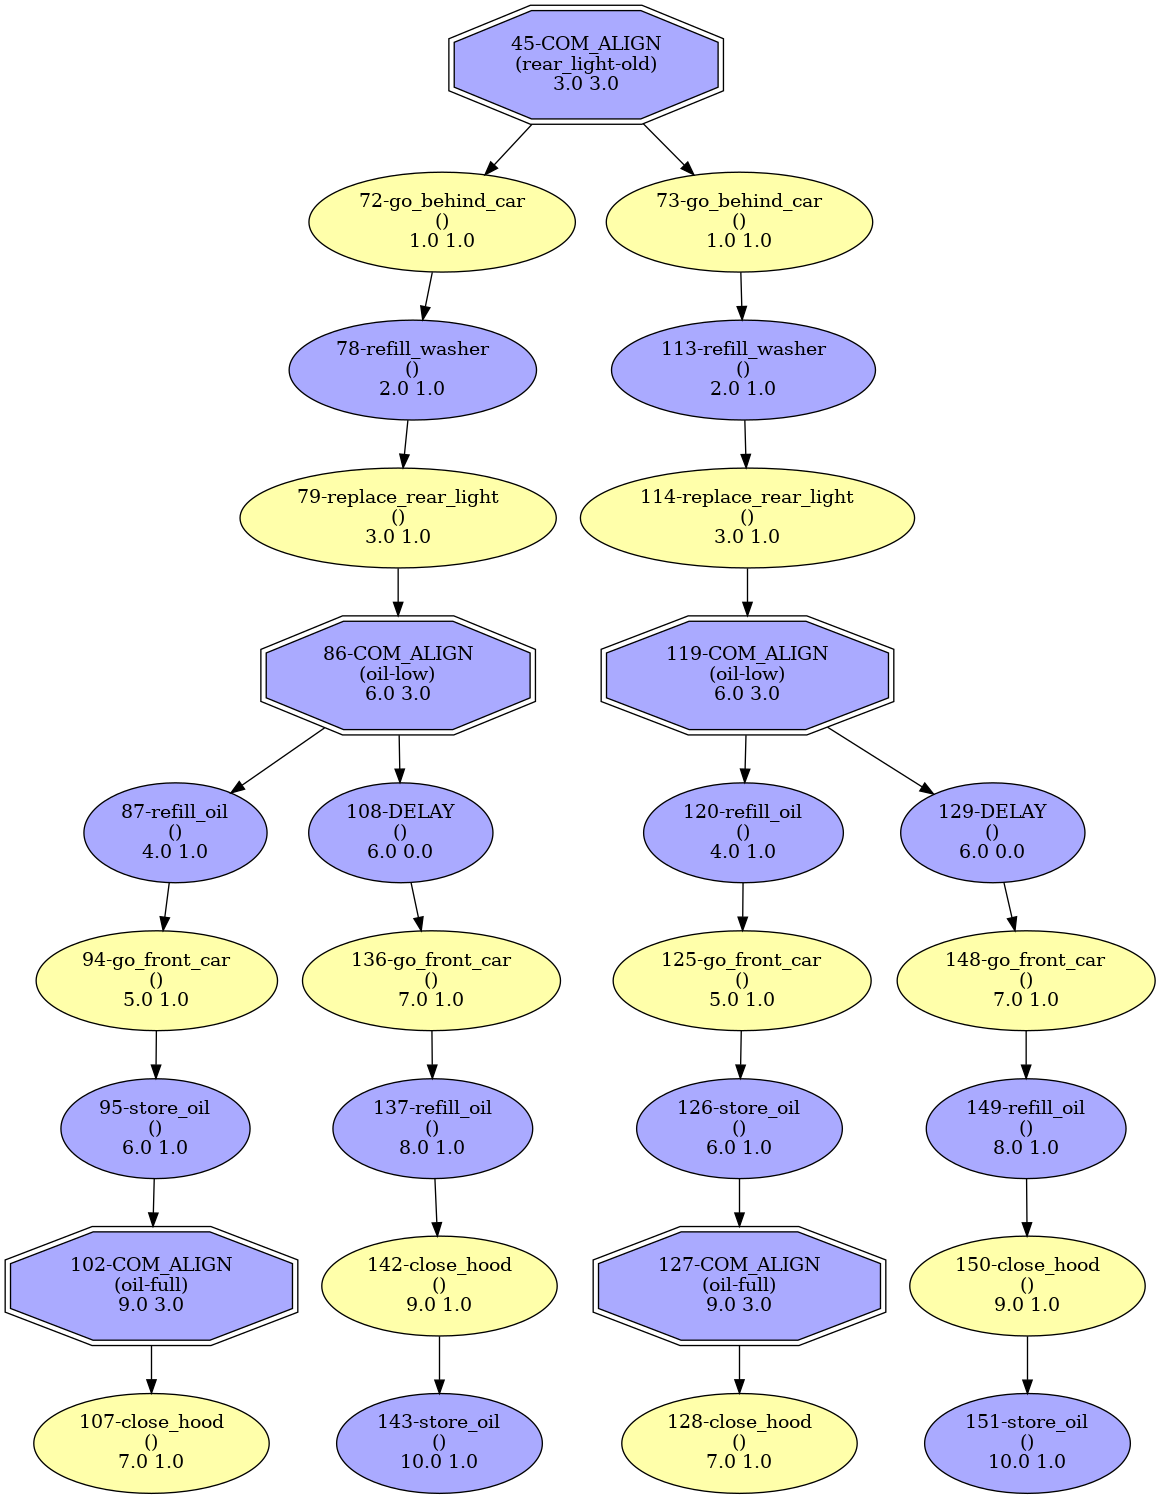 45-COM_ALIGN
(rear_light-old)
3.0 3.0
72-go_behind_car
()
1.0 1.0
73-go_behind_car
()
1.0 1.0
78-refill_washer
()
2.0 1.0
113-refill_washer
()
2.0 1.0
79-replace_rear_light
()
3.0 1.0
114-replace_rear_light
()
3.0 1.0
86-COM_ALIGN
(oil-low)
6.0 3.0
119-COM_ALIGN
(oil-low)
6.0 3.0
87-refill_oil
()
4.0 1.0
108-DELAY
()
6.0 0.0
120-refill_oil
()
4.0 1.0
129-DELAY
()
6.0 0.0
94-go_front_car
()
5.0 1.0
136-go_front_car
()
7.0 1.0
125-go_front_car
()
5.0 1.0
148-go_front_car
()
7.0 1.0
95-store_oil
()
6.0 1.0
137-refill_oil
()
8.0 1.0
126-store_oil
()
6.0 1.0
149-refill_oil
()
8.0 1.0
102-COM_ALIGN
(oil-full)
9.0 3.0
142-close_hood
()
9.0 1.0
127-COM_ALIGN
(oil-full)
9.0 3.0
150-close_hood
()
9.0 1.0
107-close_hood
()
7.0 1.0
143-store_oil
()
10.0 1.0
128-close_hood
()
7.0 1.0
151-store_oil
()
10.0 1.0